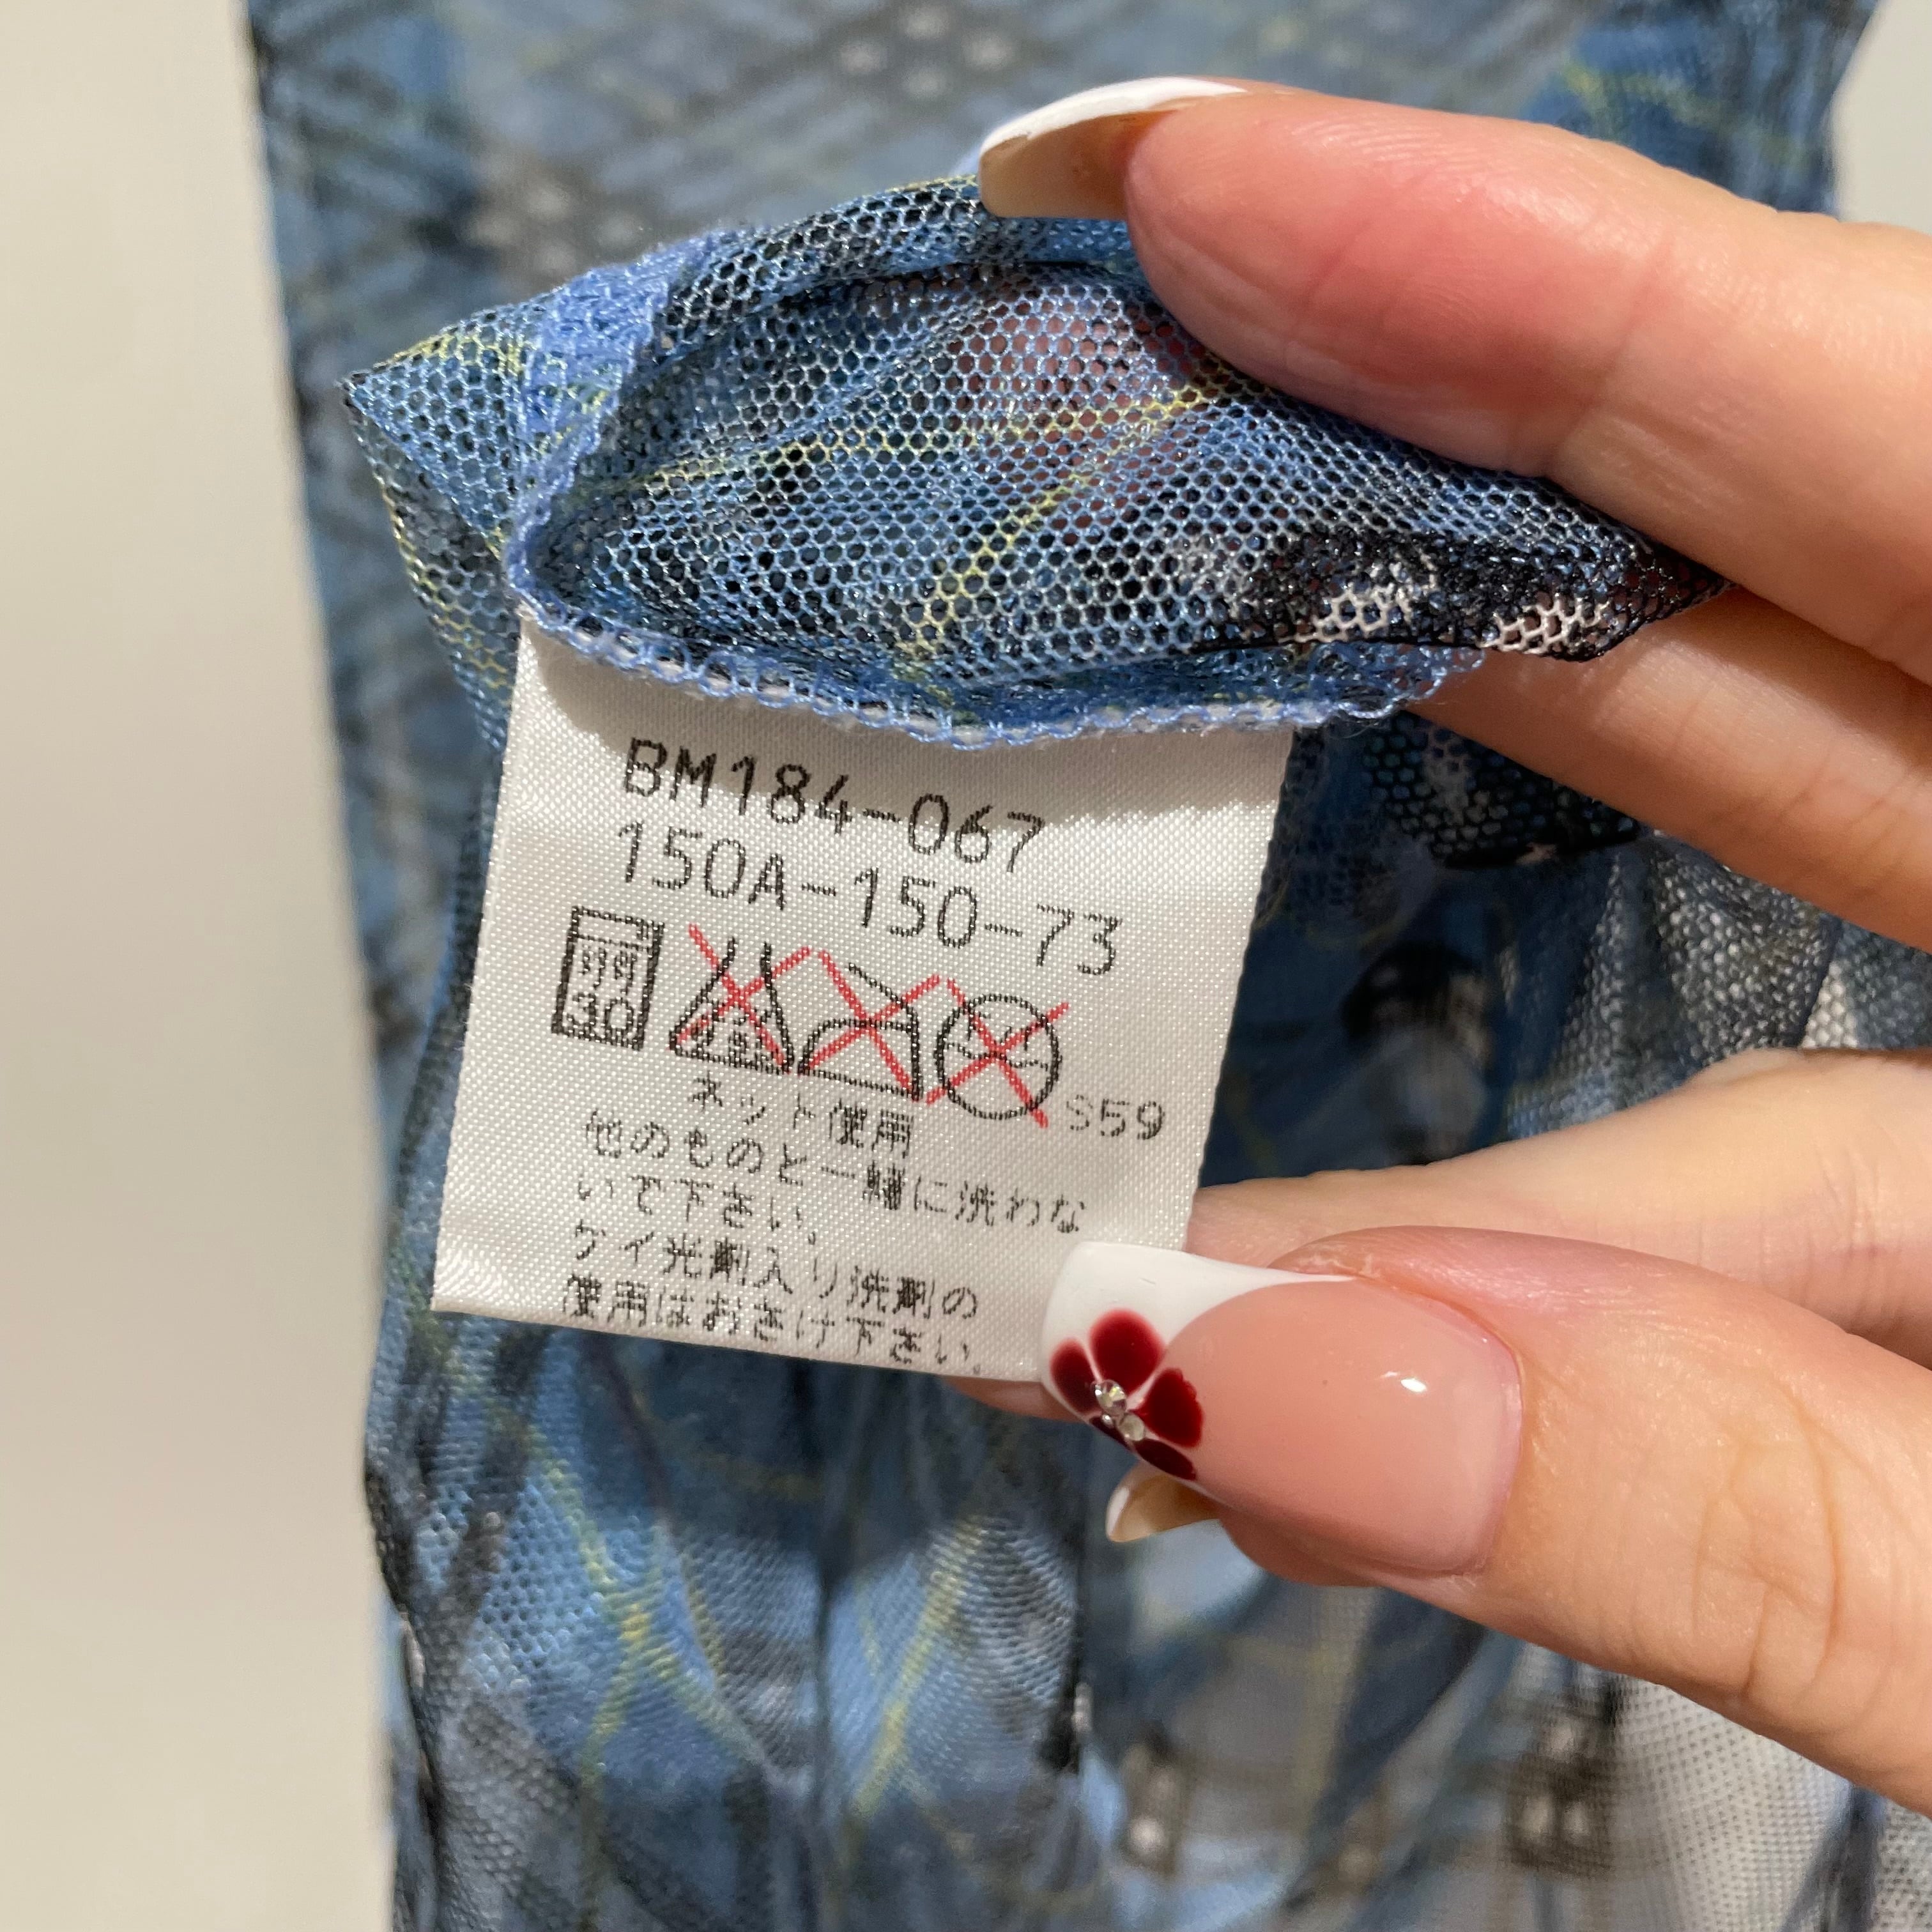 BM184-067
150A-150-73
弱
30
S59
ネット使用
他のものと一緒に洗わな
いで下さい。
ケイ光剤入り洗剤の
使用はおさけ下さい。